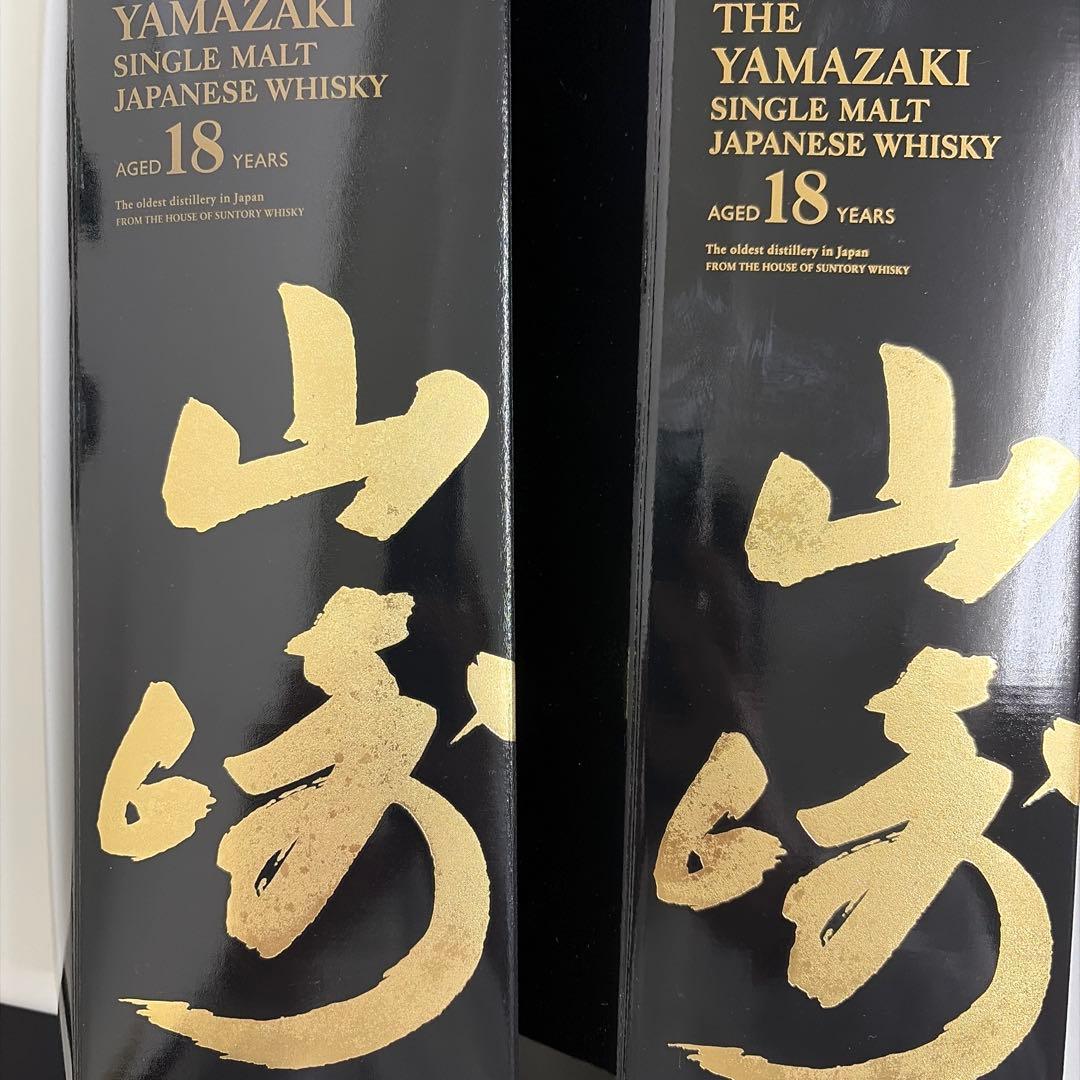 YAMAZAKI
SINGLE MALT
JAPANESE WHISKY
AGED 18 YEARS
The oldest distillery in Japan
FROM THE HOUSE OF SUNTORY WHISKY
山
崎
THE
YAMAZAKI
SINGLE MALT
JAPANESE WHISKY
AGED 18 YEARS
The oldest distillery in Japan
FROM THE HOUSE OF SUNTORY WHISKY
山
崎